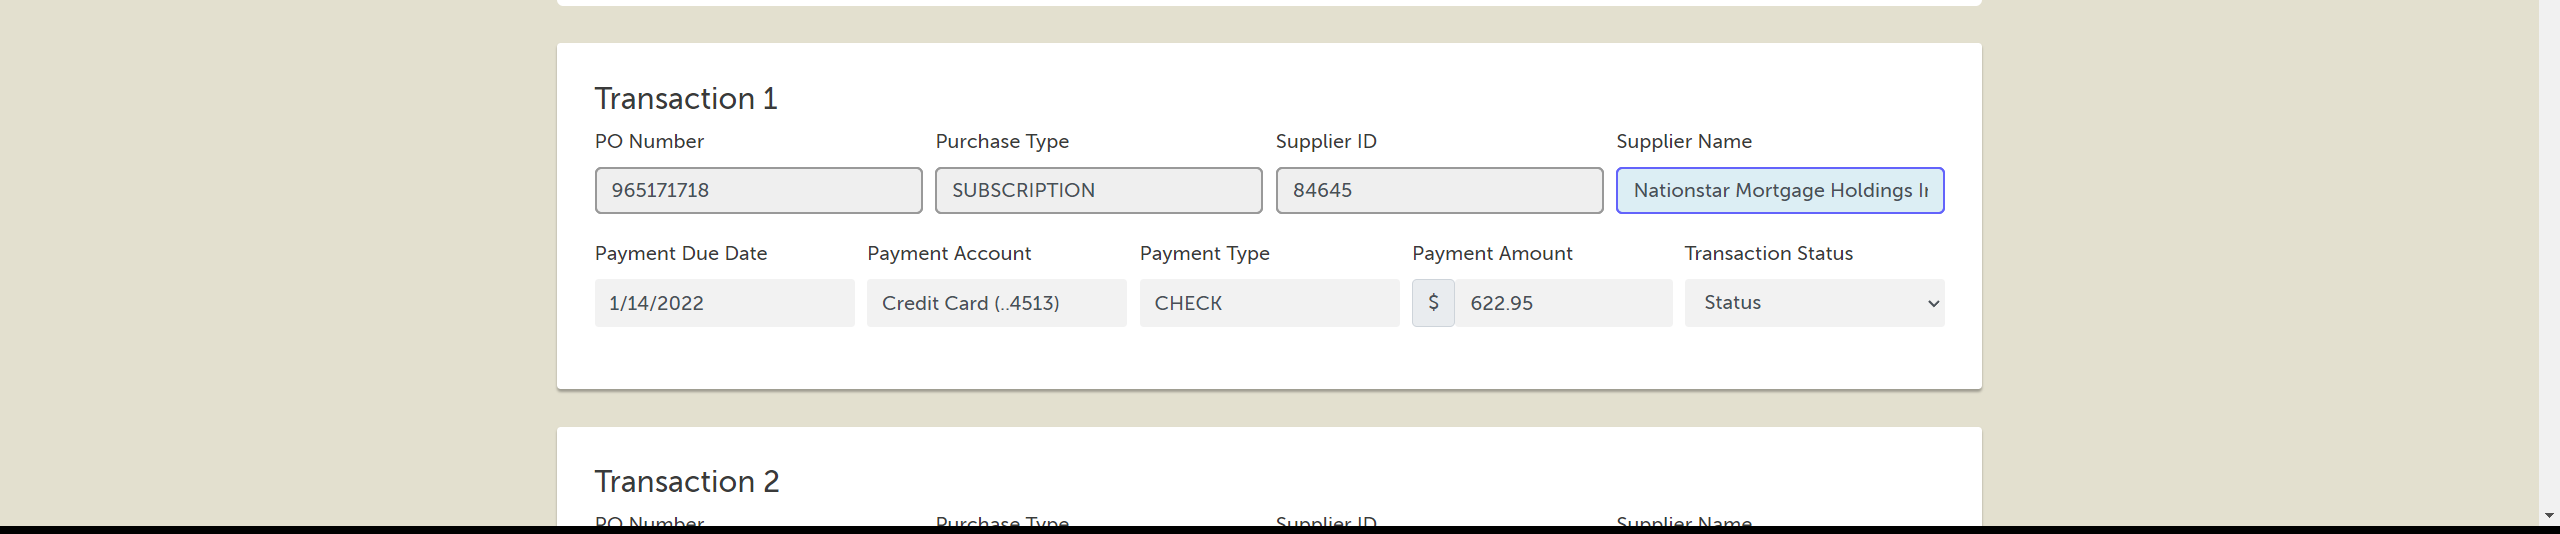 Transaction 1
PO Number Purchase Type Supplier ID Supplier Name
965171718 SUBSCRIPTION 84645 Nationstar Mortgage Holdings
Payment Due Date Payment Account Payment Type Payment Amount Transaction Status
1/14/2022 Credit Card (..4513) CHECK $ 622.95 Status
Transaction 2
PO Number Purchase Type Supplier ID Supplier Name